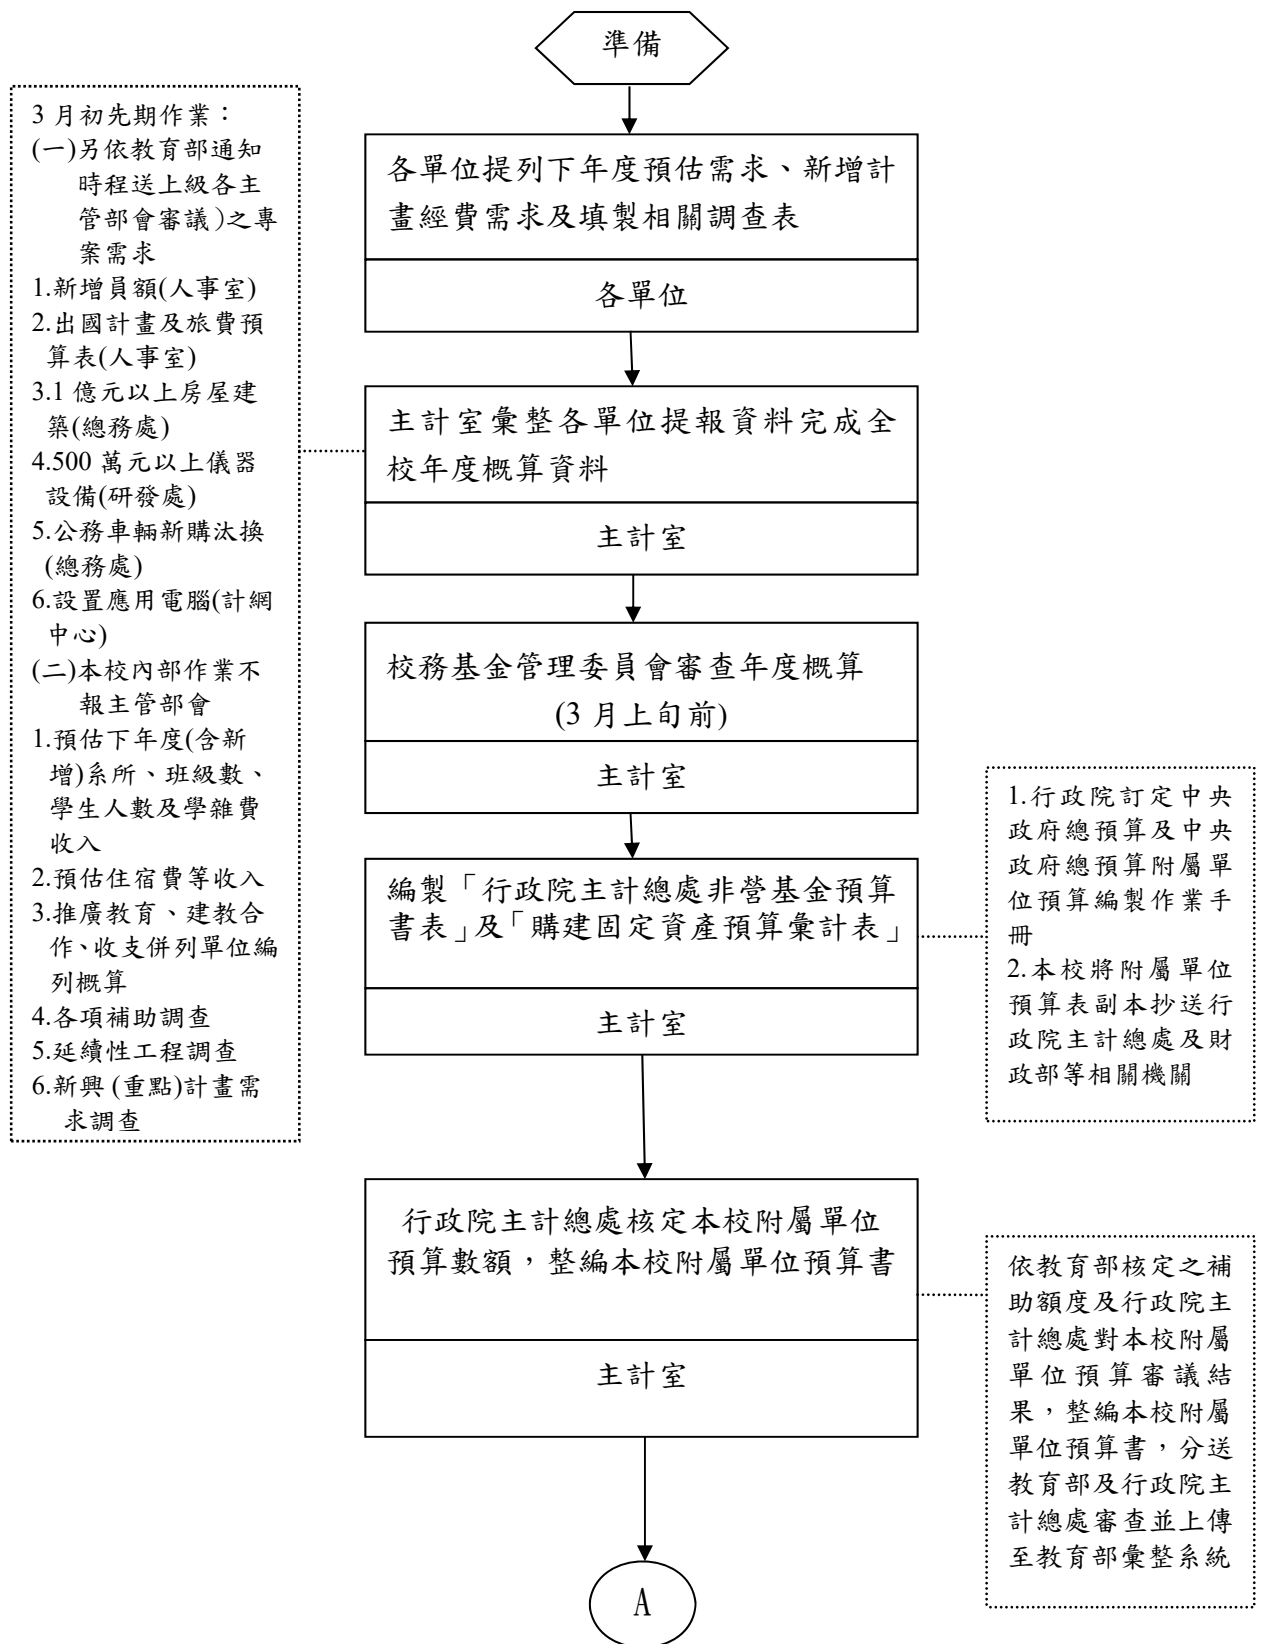 準備
3 月初先期作業：
(一)另依教育部通知
時程送上級各主
管部會審議)之專
案需求
1.新增員額(人事室)
2.出國計畫及旅費預
算表(人事室)
3.1 億元以上房屋建
築(總務處)
4.500 萬元以上儀器
設備(研發處)
5.公務車輛新購汰換
(總務處)
6.設置應用電腦(計網
中心)
(二)本校內部作業不
報主管部會
1.預估下年度(含新
增)系所、班級數、
學生人數及學雜費
收入
2.預估住宿費等收入
3.推廣教育、建教合
作、收支併列單位編
列概算
4.各項補助調查
5.延續性工程調查
6.新興 (重點)計畫需
求調查
各單位提列下年度預估需求、新增計
畫經費需求及填製相關調查表
各單位
主計室彙整各單位提報資料完成全
校年度概算資料
主計室
校務基金管理委員會審查年度概算
(3 月上旬前)
主計室
編製「行政院主計總處非營基金預算
書表」及「購建固定資產預算彙計表」
主計室
1.行政院訂定中央
政府總預算及中央
政府總預算附屬單
位預算編製作業手
冊
2.本校將附屬單位
預算表副本抄送行
政院主計總處及財
政部等相關機關
行政院主計總處核定本校附屬單位
預算數額，整編本校附屬單位預算書
主計室
依教育部核定之補
助額度及行政院主
計總處對本校附屬
單位預算審議結
果，整編本校附屬
單位預算書，分送
教育部及行政院主
計總處審查並上傳
至教育部彙整系統
A